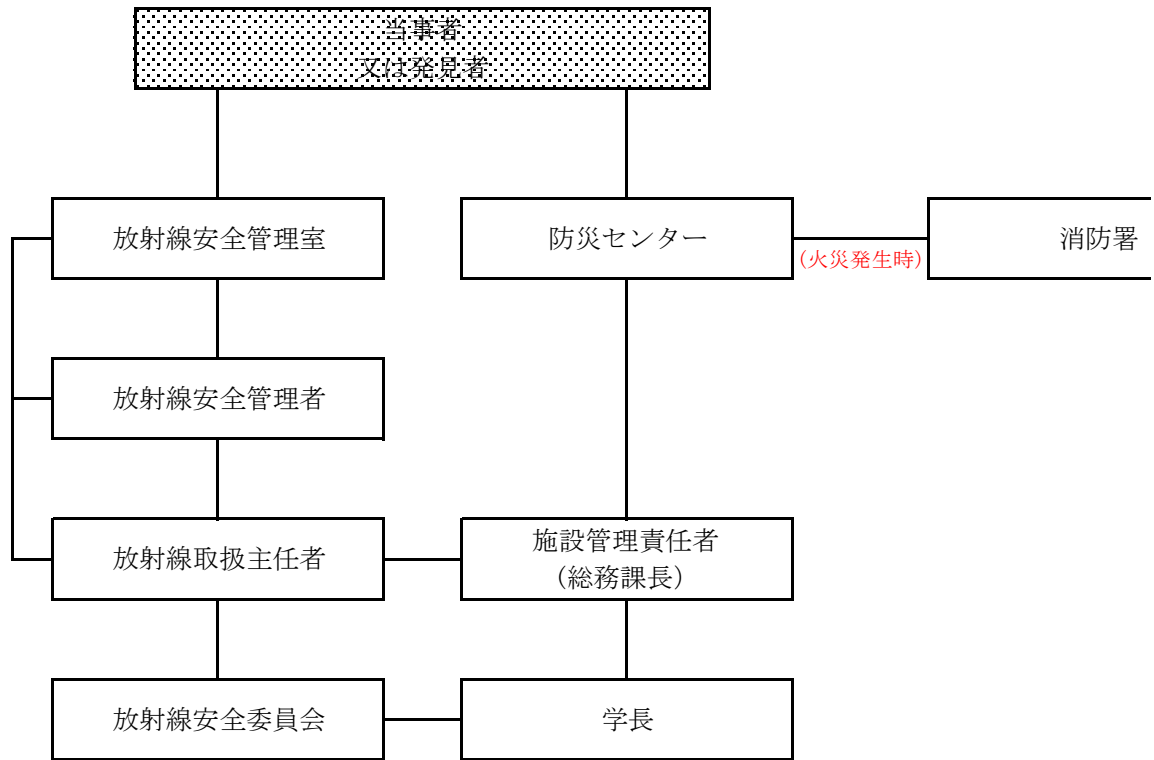 当事者
又は発見者
放射線安全管理室
防災センター
(火災発生時)
消防署
放射線安全管理者
放射線取扱主任者
施設管理責任者
（総務課長）
放射線安全委員会
学長